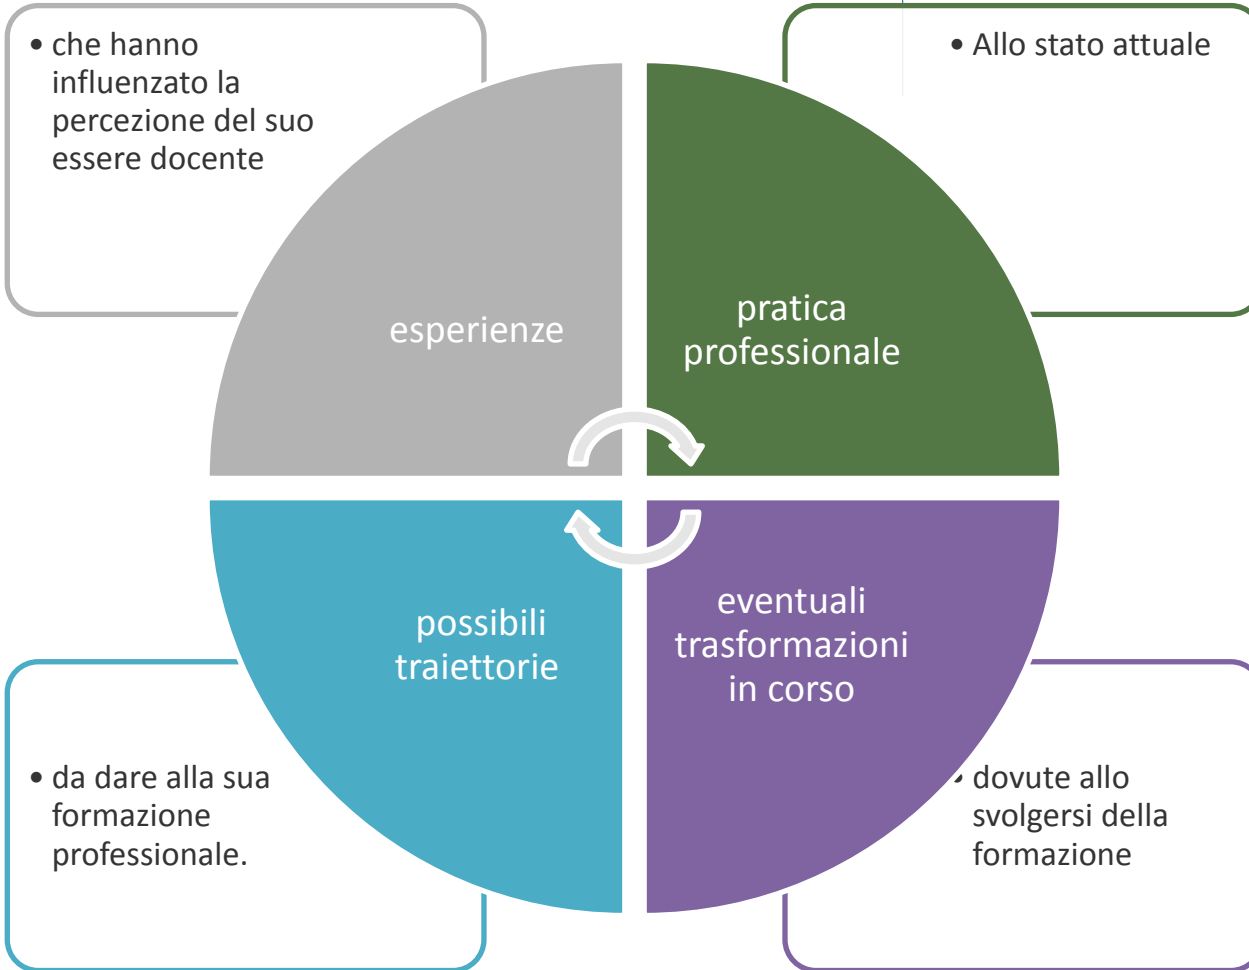 • che hanno
influenzato la
percezione del suo
essere docente
• Allo stato attuale
esperienze
pratica
professionale
possibili
traiettorie
eventuali
trasformazioni
in corso
• da dare alla sua
formazione
professionale.
• dovute allo
svolgersi della
formazione